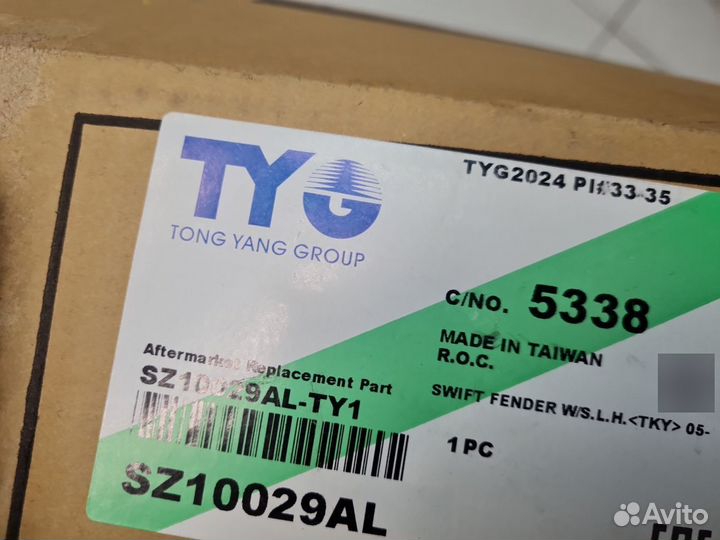 TYG
TONG YANG GROUP
TYG2024 PI#33-35
C/NO. 5338
MADE IN TAIWAN
R.O.C.
Aftermarket Replacement Part
SZ10029AL-TY1
SWIFT FENDER W/S.L.H.<TKY> 05-
1 PC
SZ10029AL
Avito